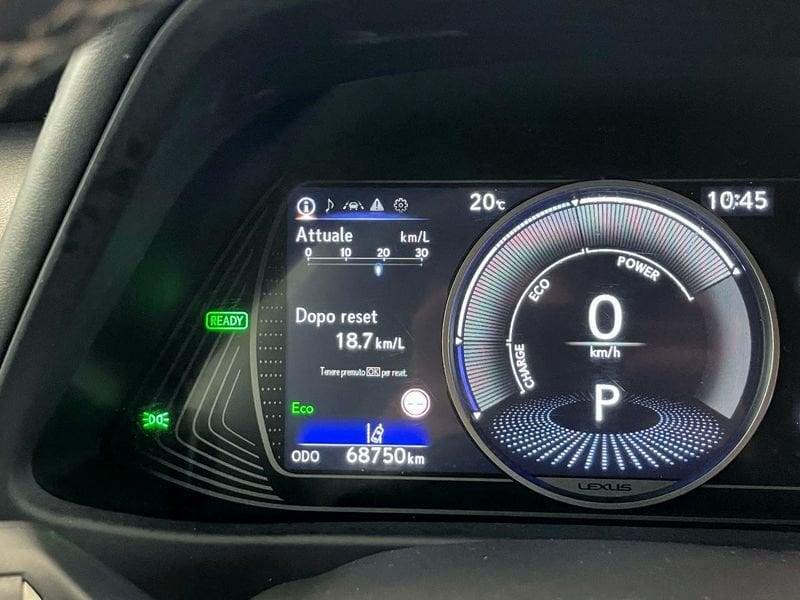 20°C
10:45
Attuale km/L
0 10 20 30
Dopo reset
18.7 km/L
Tenere premuto OK per reset.
READY
Eco
ODO 68750 km
CHARGE
ECO
POWER
0
km/h
P
LEXUS